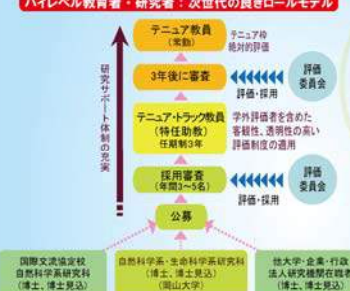 ハイレベル教育者・研究者：次世代の良きロールモデル
テニュア教員
（常勤）
テニュア枠
絶対的評価
3年後に審査
評価
委員会
評価・採用
研究サポート体制の充実
テニュア・トラック教員
（特任助教）
任期制3年
学外評価者を含めた
客観性、透明性の高い
評価制度の適用
採用審査
（年間3～5名）
評価
委員会
評価・採用
公募
国際交流協定校
自然科学系研究科
（博士、博士見込）
自然科学系・生命科学系研究科
（博士、博士見込）
（岡山大学）
他大学・企業・行政
法人研究機関在職者
（博士、博士見込）